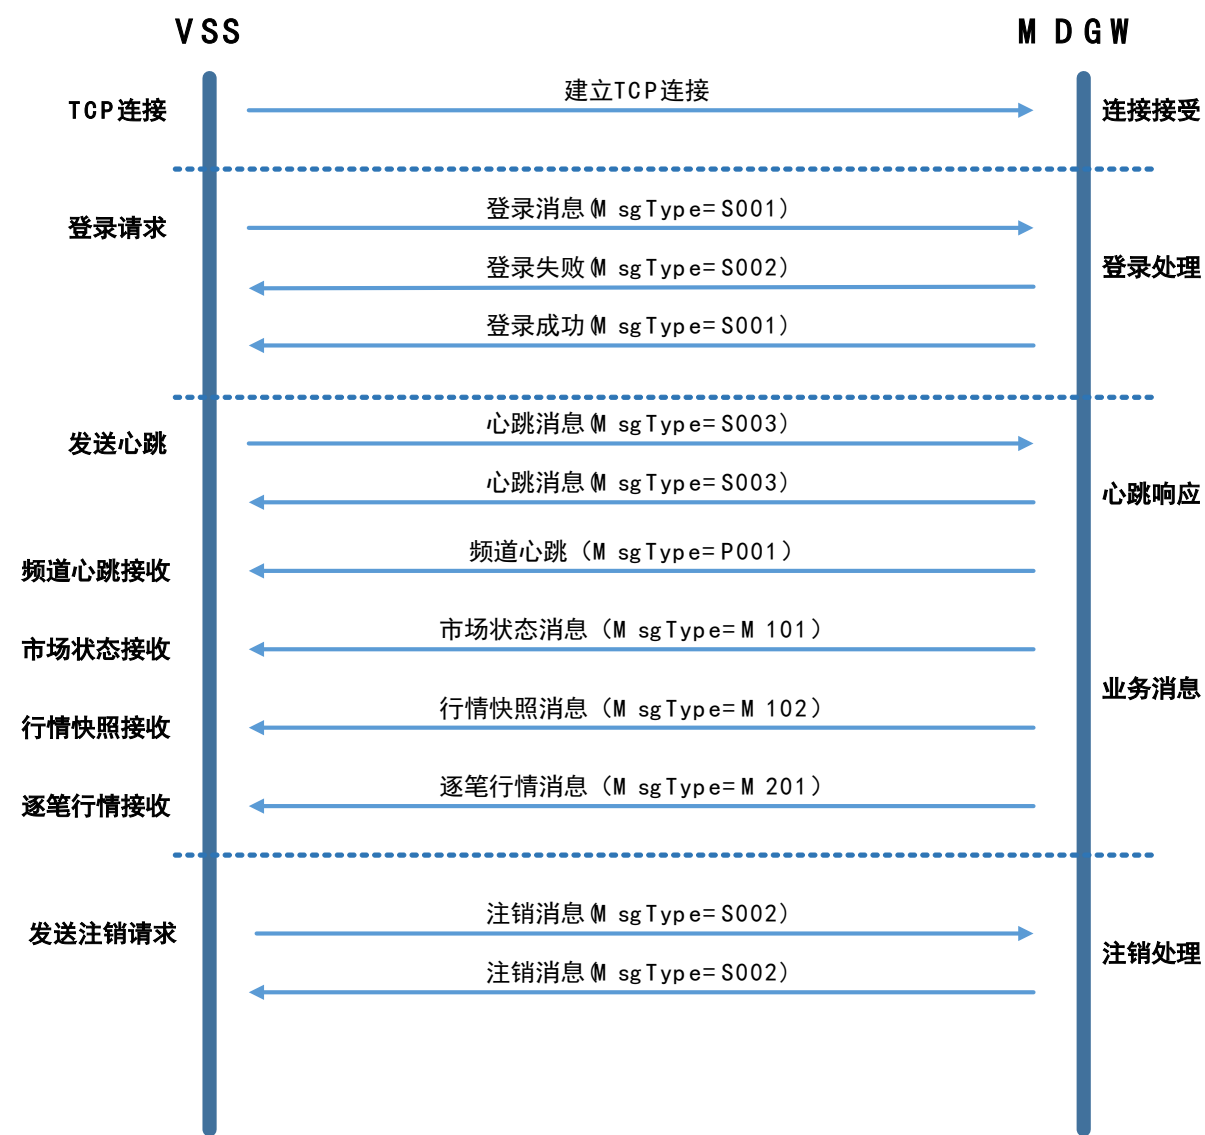 VSS MDGW
建立TCP连接
TCP连接 连接接受
登录消息(MsgType=S001)
登录请求
登录失败(MsgType=S002)
登录处理
登录成功(MsgType=S001)
心跳消息(MsgType=S003)
发送心跳
心跳消息(MsgType=S003)
心跳响应
频道心跳（MsgType=P001）
频道心跳接收
市场状态消息（MsgType=M101）
市场状态接收
业务消息
行情快照消息（MsgType=M102）
行情快照接收
逐笔行情消息（MsgType=M201）
逐笔行情接收
注销消息(MsgType=S002)
发送注销请求
注销处理
注销消息(MsgType=S002)